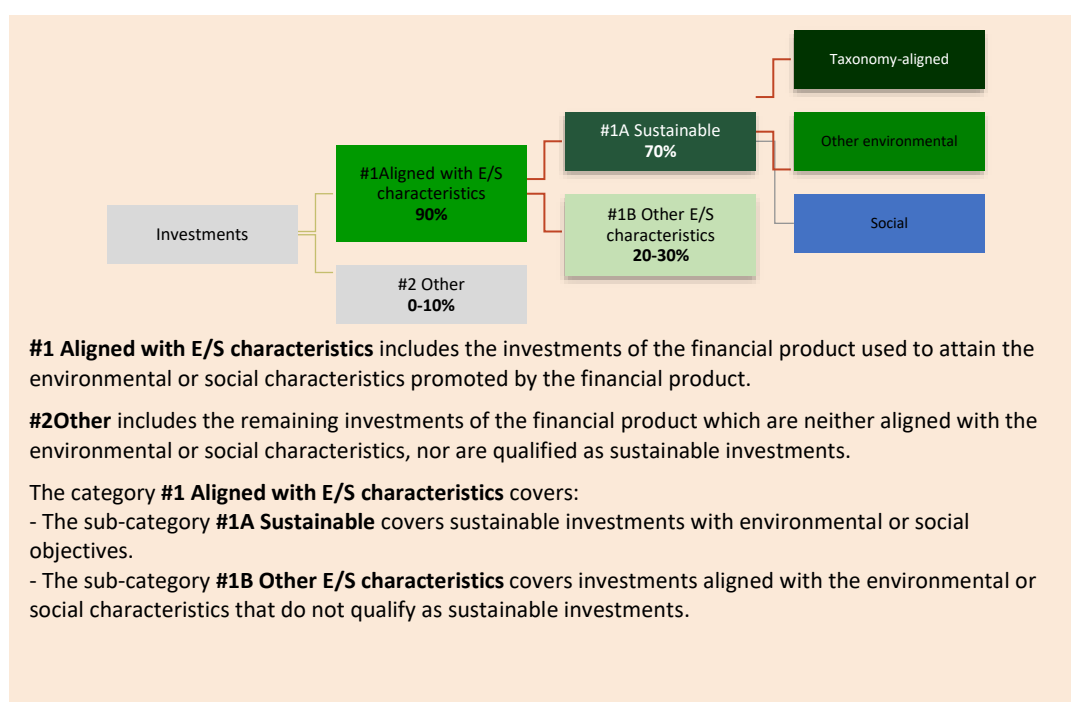 Taxonomy-aligned
#1A Sustainable
70%
Other environmental
#1Aligned with E/S
characteristics
90%
#1B Other E/S
characteristics
20-30%
Social
Investments
#2 Other
0-10%
#1 Aligned with E/S characteristics includes the investments of the financial product used to attain the
environmental or social characteristics promoted by the financial product.
#2Other includes the remaining investments of the financial product which are neither aligned with the
environmental or social characteristics, nor are qualified as sustainable investments.
The category #1 Aligned with E/S characteristics covers:
- The sub-category #1A Sustainable covers sustainable investments with environmental or social
objectives.
- The sub-category #1B Other E/S characteristics covers investments aligned with the environmental or
social characteristics that do not qualify as sustainable investments.